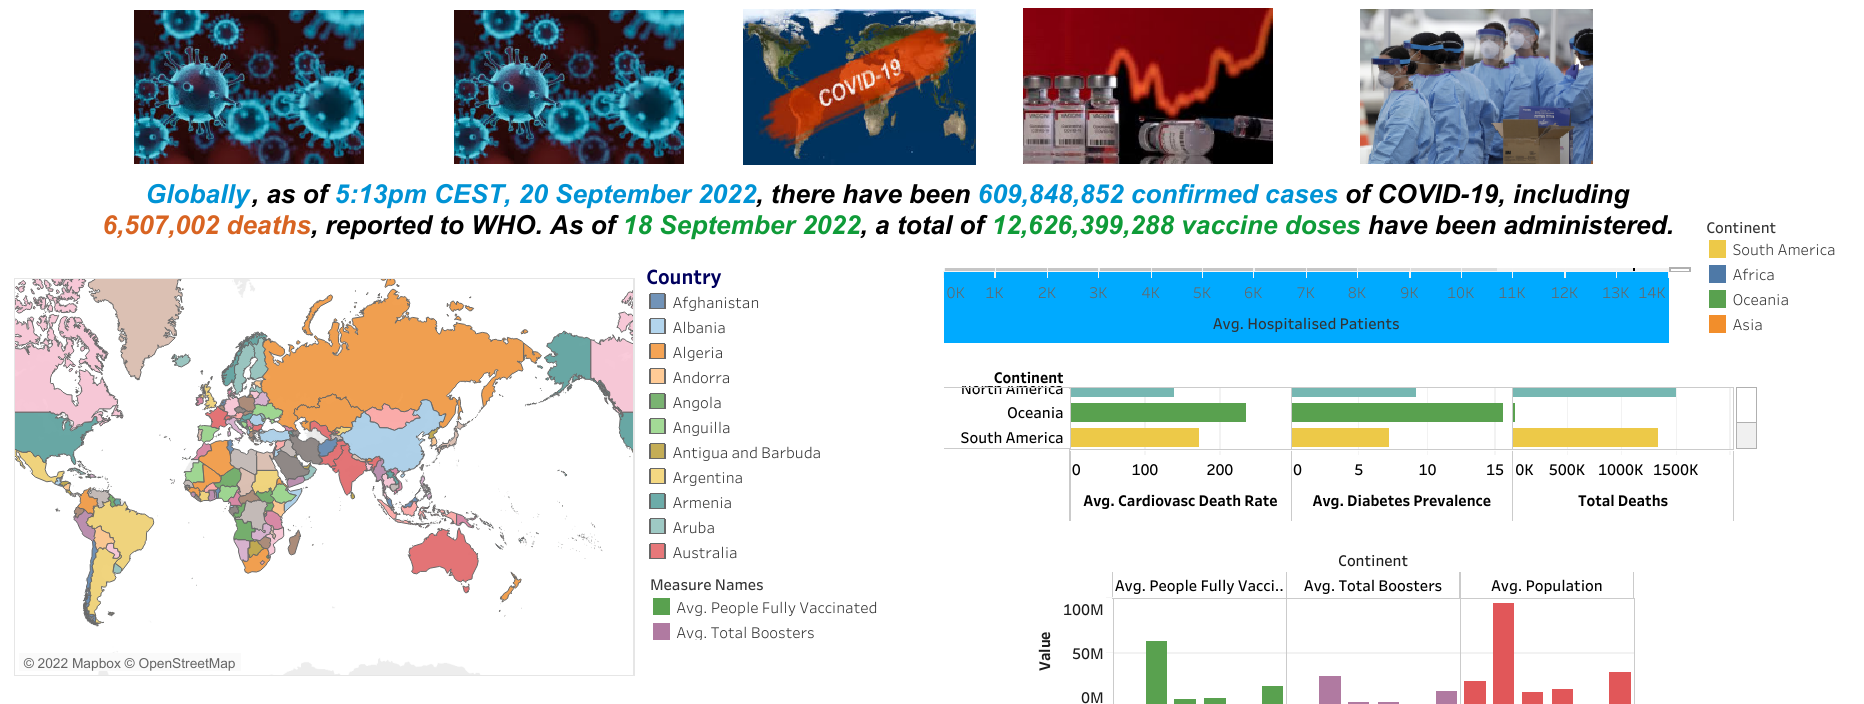 COVID-19
VACCINE
VACCINE
VACCINE
Globally, as of 5:13pm CEST, 20 September 2022, there have been 609,848,852 confirmed cases of COVID-19, including
6,507,002 deaths, reported to WHO. As of 18 September 2022, a total of 12,626,399,288 vaccine doses have been administered.
Continent
South America
Africa
Oceania
Asia
Country
Afghanistan
Albania
Algeria
Andorra
Angola
Anguilla
Antigua and Barbuda
Argentina
Armenia
Aruba
Australia
Measure Names
Avg. People Fully Vaccinated
Avg. Total Boosters
© 2022 Mapbox © OpenStreetMap
0K 1K 2K 3K 4K 5K 6K 7K 8K 9K 10K 11K 12K 13K 14K
Avg. Hospitalised Patients
Continent
North America
Oceania
South America
0 100 200 0 5 10 15 0K 500K 1000K 1500K
Avg. Cardiovasc Death Rate Avg. Diabetes Prevalence Total Deaths
Continent
Avg. People Fully Vacci.. Avg. Total Boosters Avg. Population
100M
50M
0M
Value